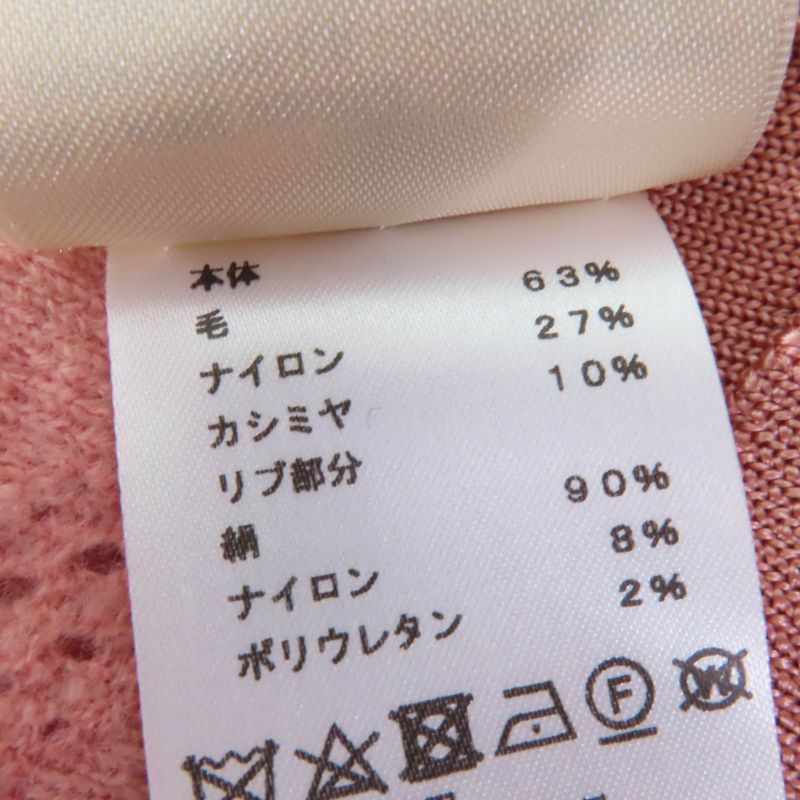 本体
毛 63%
ナイロン 27%
カシミヤ 10%
リブ部分
絹 90%
ナイロン 8%
ポリウレタン 2%
F W